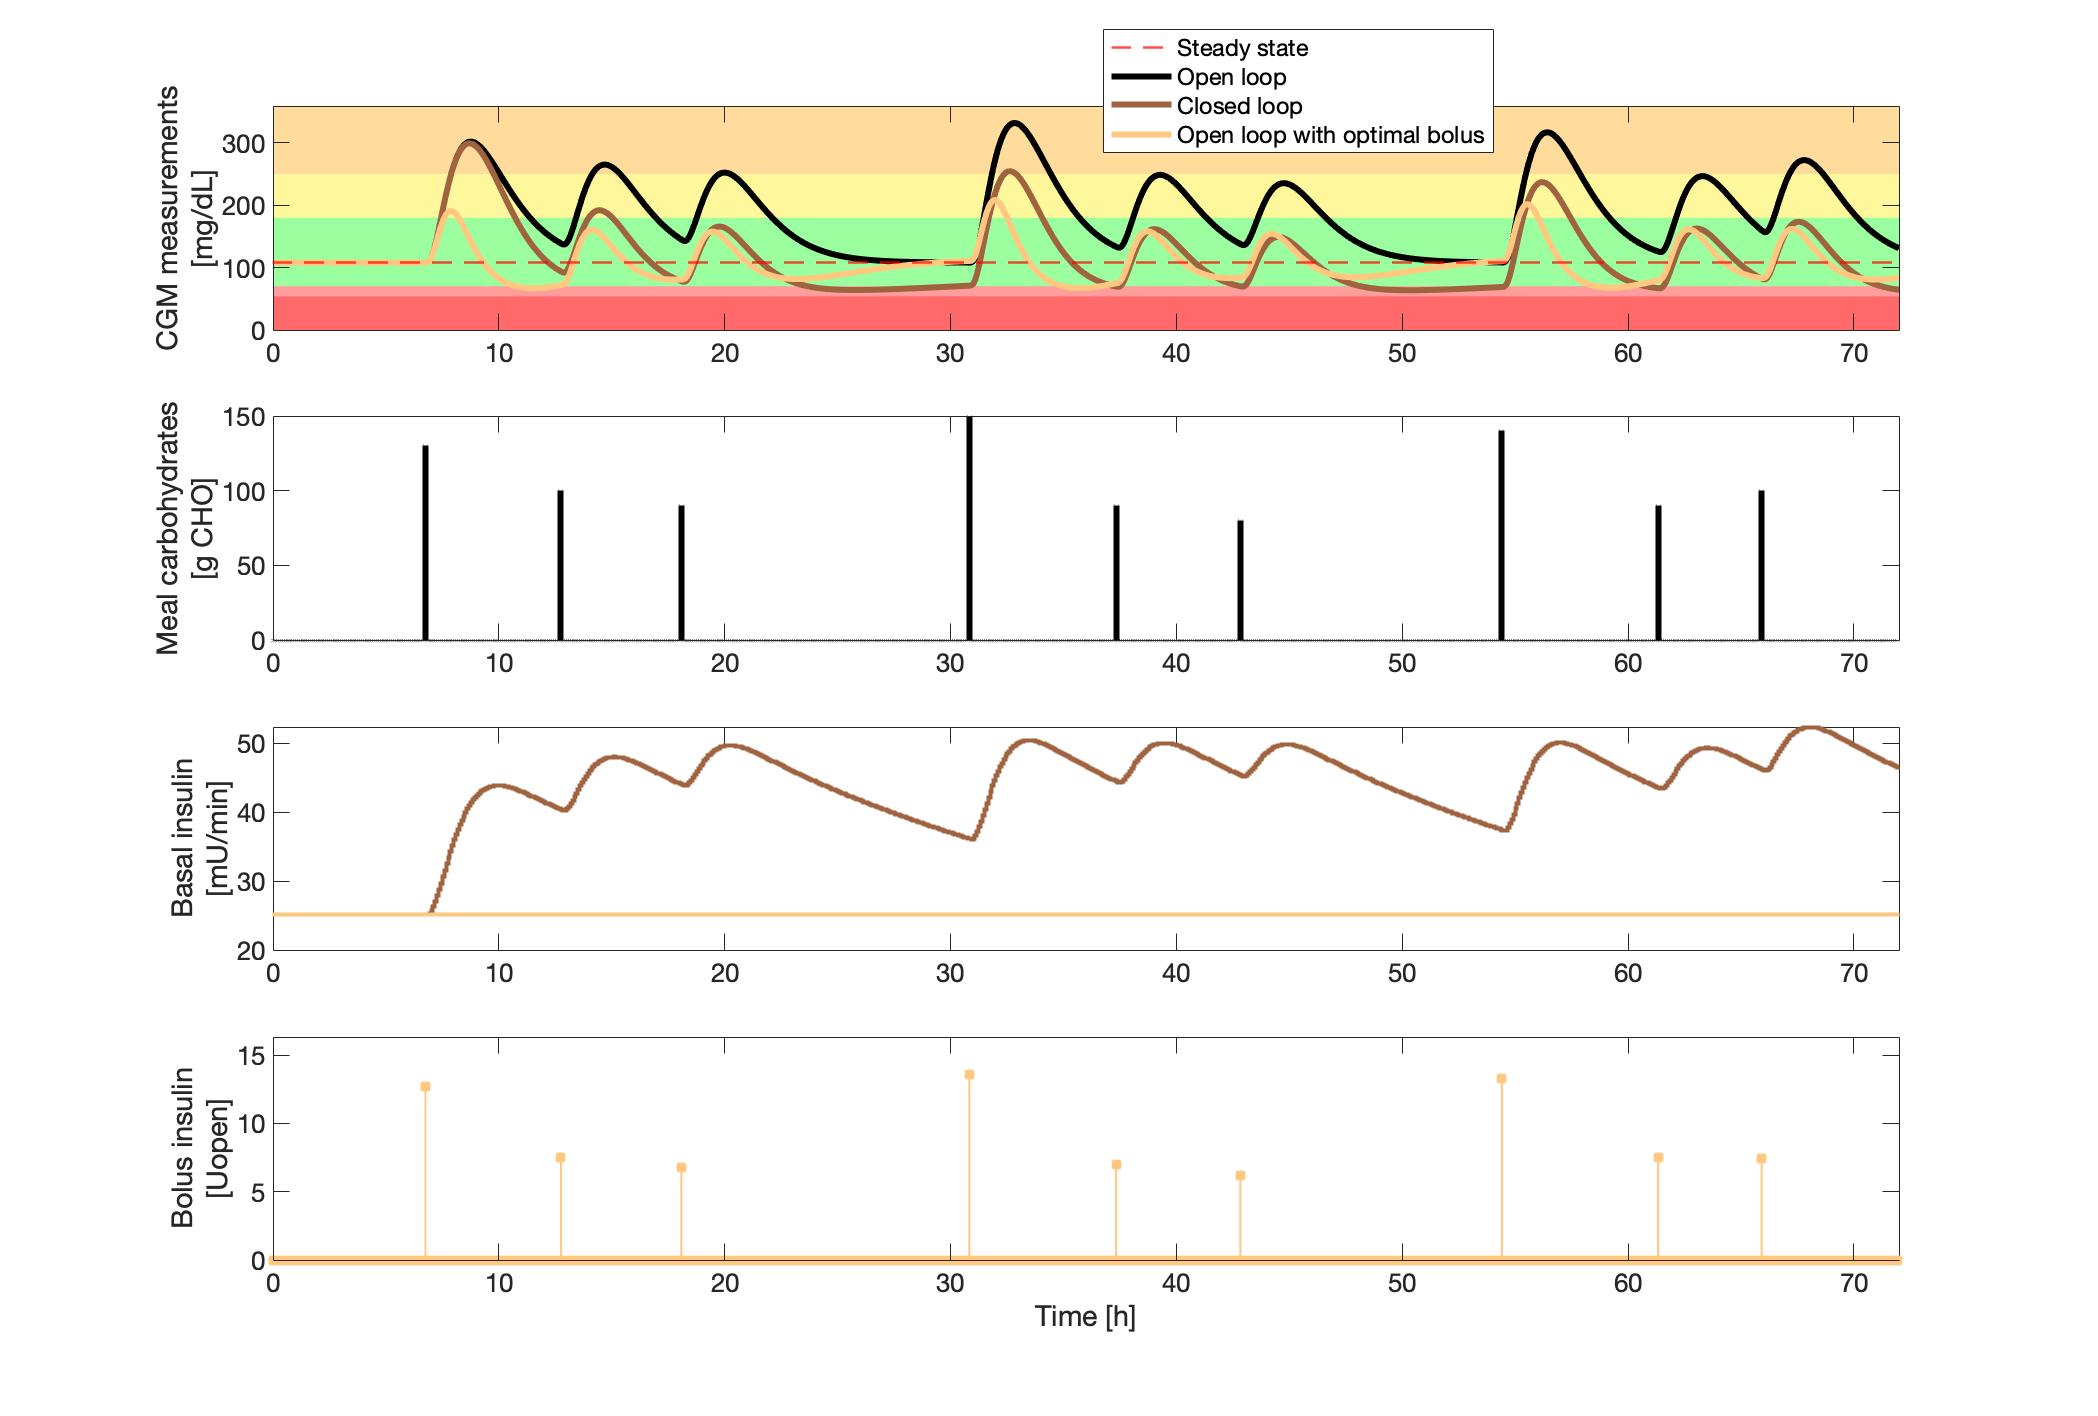 Steady state
Open loop
Closed loop
Open loop with optimal bolus
CGM measurements
[mg/dL]
300
200
100
0
0 10 20 30 40 50 60 70
Meal carbohydrates
[g CHO]
150
100
50
0
0 10 20 30 40 50 60 70
Basal insulin
[mU/min]
50
40
30
20
0 10 20 30 40 50 60 70
Bolus insulin
[Uopen]
15
10
5
0
0 10 20 30 40 50 60 70
Time [h]